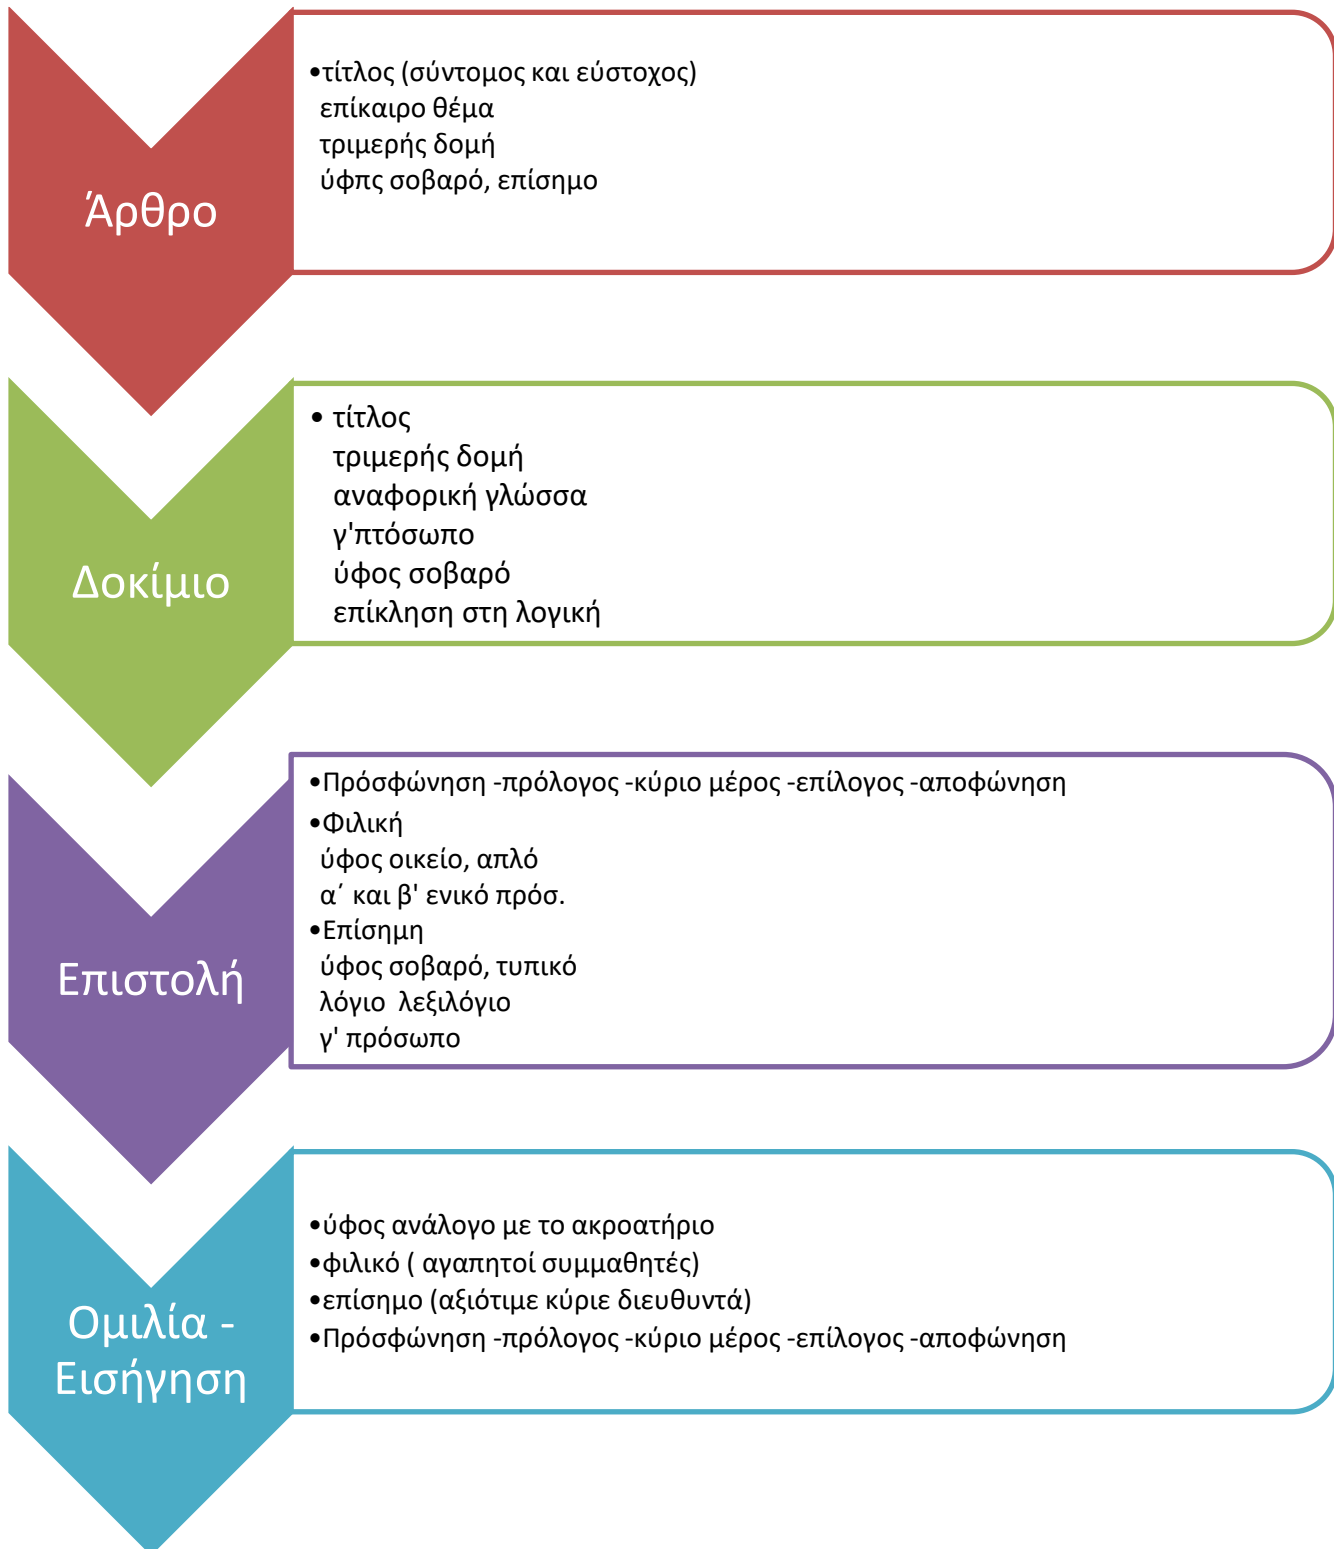 Άρθρο
•τίτλος (σύντομος και εύστοχος)
επίκαιρο θέμα
τριμερής δομή
ύφπς σοβαρό, επίσημο
Δοκίμιο
• τίτλος
τριμερής δομή
αναφορική γλώσσα
γ'πτόσωπο
ύφος σοβαρό
επίκληση στη λογική
Επιστολή
•Πρόσφώνηση -πρόλογος -κύριο μέρος -επίλογος -αποφώνηση
•Φιλική
ύφος οικείο, απλό
α΄ και β' ενικό πρόσ.
•Επίσημη
ύφος σοβαρό, τυπικό
λόγιο λεξιλόγιο
γ' πρόσωπο
Ομιλία -
Εισήγηση
•ύφος ανάλογο με το ακροατήριο
•φιλικό ( αγαπητοί συμμαθητές)
•επίσημο (αξιότιμε κύριε διευθυντά)
•Πρόσφώνηση -πρόλογος -κύριο μέρος -επίλογος -αποφώνηση